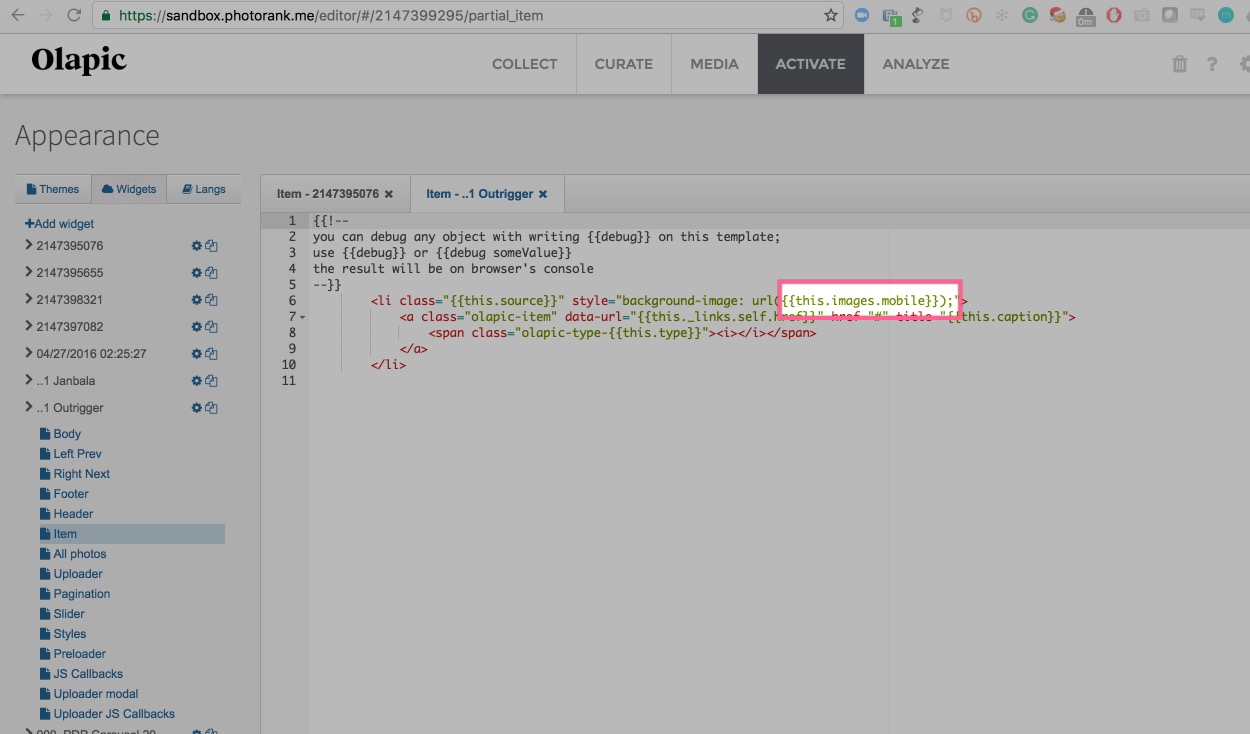 https://sandbox.photorank.me/editor/#/2147399295/partial_item
1
0m
Olapic
COLLECT
CURATE
MEDIA
ACTIVATE
ANALYZE
?
Appearance
Themes
Widgets
Langs
+Add widget
2147395076
2147395655
2147398321
2147397082
04/27/2016 02:25:27
..1 Janbala
..1 Outrigger
Body
Left Prev
Right Next
Footer
Header
Item
All photos
Uploader
Pagination
Slider
Styles
Preloader
JS Callbacks
Uploader modal
Uploader JS Callbacks
Item - 2147395076 ×
Item - ..1 Outrigger ×
1 {{!--
2 you can debug any object with writing {{debug}} on this template;
3 use {{debug}} or {{debug someValue}}
4 the result will be on browser's console
5 --}}
6 <li class="{{this.source}}" style="background-image: url({{this.images.mobile}});">
7 <a class="olapic-item" data-url="{{this._links.self.href}}" href="#" title="{{this.caption}}">
8 <span class="olapic-type-{{this.type}}"><i></i></span>
9 </a>
10 </li>
11